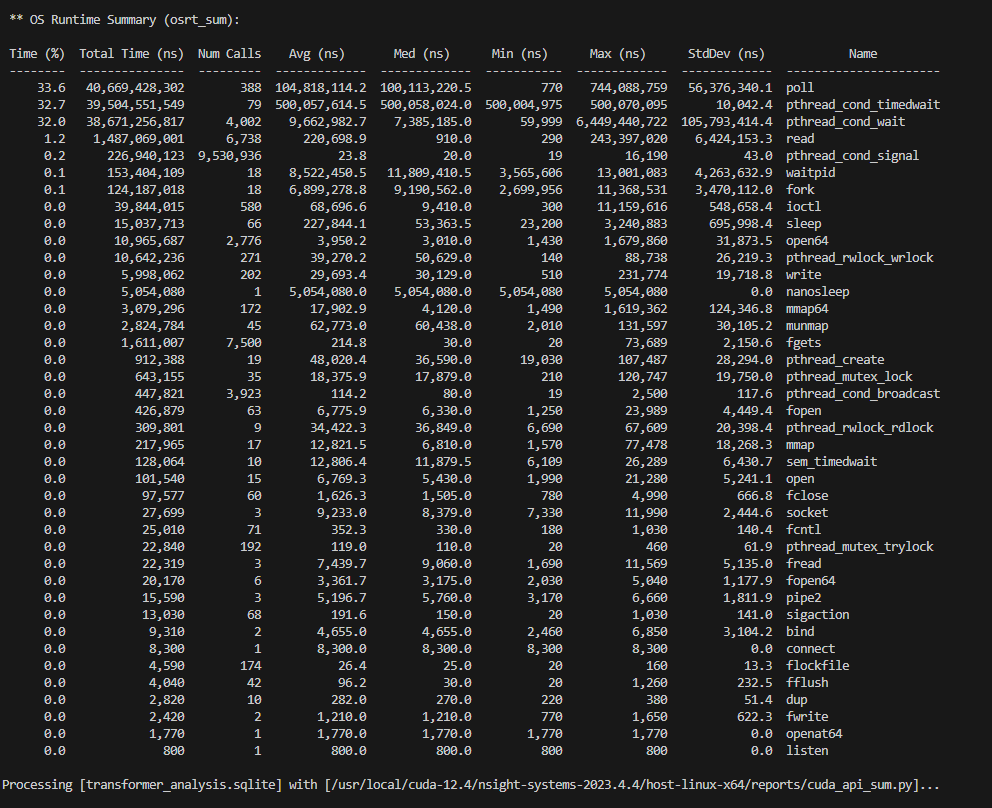 ** OS Runtime Summary (osrt_sum):
Time (%) Total Time (ns) Num Calls Avg (ns) Med (ns) Min (ns) Max (ns) StdDev (ns) Name
-------- --------------- --------- ------------- ------------- ----------- ------------- ------------- ----------------------
33.6 40,669,428,302 388 104,818,114.2 100,113,220.5 770 744,088,759 56,376,340.1 poll
32.7 39,504,551,549 79 500,057,614.5 500,058,024.0 500,004,975 500,070,095 10,042.4 pthread_cond_timedwait
32.0 38,671,256,817 4,002 9,662,982.7 7,385,185.0 59,999 6,449,440,722 105,793,414.4 pthread_cond_wait
1.2 1,487,069,001 6,738 220,698.9 910.0 290 243,397,020 6,424,153.3 read
0.2 226,940,123 9,530,936 23.8 20.0 19 16,190 43.0 pthread_cond_signal
0.1 153,404,109 18 8,522,450.5 11,809,410.5 3,565,606 13,001,083 4,263,632.9 waitpid
0.1 124,187,018 18 6,899,278.8 9,190,562.0 2,699,956 11,368,531 3,470,112.0 fork
0.0 39,844,015 580 68,696.6 9,410.0 300 11,159,616 548,658.4 ioctl
0.0 15,037,713 66 227,844.1 53,363.5 23,200 3,240,883 695,998.4 sleep
0.0 10,965,687 2,776 3,950.2 3,010.0 1,430 1,679,860 31,873.5 open64
0.0 10,642,236 271 39,270.2 50,629.0 140 88,738 26,219.3 pthread_rwlock_wrlock
0.0 5,998,062 202 29,693.4 30,129.0 510 231,774 19,718.8 write
0.0 5,054,080 1 5,054,080.0 5,054,080.0 5,054,080 5,054,080 0.0 nanosleep
0.0 3,079,296 172 17,902.9 4,120.0 1,490 1,619,362 124,346.8 mmap64
0.0 2,824,784 45 62,773.0 60,438.0 2,010 131,597 30,105.2 munmap
0.0 1,611,007 7,500 214.8 30.0 20 73,689 2,150.6 fgets
0.0 912,388 19 48,020.4 36,590.0 19,030 107,487 28,294.0 pthread_create
0.0 643,155 35 18,375.9 17,879.0 210 120,747 19,750.0 pthread_mutex_lock
0.0 447,821 3,923 114.2 80.0 19 2,500 117.6 pthread_cond_broadcast
0.0 426,879 63 6,775.9 6,330.0 1,250 23,989 4,449.4 fopen
0.0 309,801 9 34,422.3 36,849.0 6,690 67,609 20,398.4 pthread_rwlock_rdlock
0.0 217,965 17 12,821.5 6,810.0 1,570 77,478 18,268.3 mmap
0.0 128,064 10 12,806.4 11,879.5 6,109 26,289 6,430.7 sem_timedwait
0.0 101,540 15 6,769.3 5,430.0 1,990 21,280 5,241.1 open
0.0 97,577 60 1,626.3 1,505.0 780 4,990 666.8 fclose
0.0 27,699 3 9,233.0 8,379.0 7,330 11,990 2,444.6 socket
0.0 25,010 71 352.3 330.0 180 1,030 140.4 fcntl
0.0 22,840 192 119.0 110.0 20 460 61.9 pthread_mutex_trylock
0.0 22,319 3 7,439.7 9,060.0 1,690 11,569 5,135.0 fread
0.0 20,170 6 3,361.7 3,175.0 2,030 5,040 1,177.9 fopen64
0.0 15,590 3 5,196.7 5,760.0 3,170 6,660 1,811.9 pipe2
0.0 13,030 68 191.6 150.0 20 1,030 141.0 sigaction
0.0 9,310 2 4,655.0 4,655.0 2,460 6,850 3,104.2 bind
0.0 8,300 1 8,300.0 8,300.0 8,300 8,300 0.0 connect
0.0 4,590 174 26.4 25.0 20 160 13.3 flockfile
0.0 4,040 42 96.2 30.0 20 1,260 232.5 fflush
0.0 2,820 10 282.0 270.0 220 380 51.4 dup
0.0 2,420 2 1,210.0 1,210.0 770 1,650 622.3 fwrite
0.0 1,770 1 1,770.0 1,770.0 1,770 1,770 0.0 openat64
0.0 800 1 800.0 800.0 800 800 0.0 listen
Processing [transformer_analysis.sqlite] with [/usr/local/cuda-12.4/nsight-systems-2023.4.4/host-linux-x64/reports/cuda_api_sum.py]...